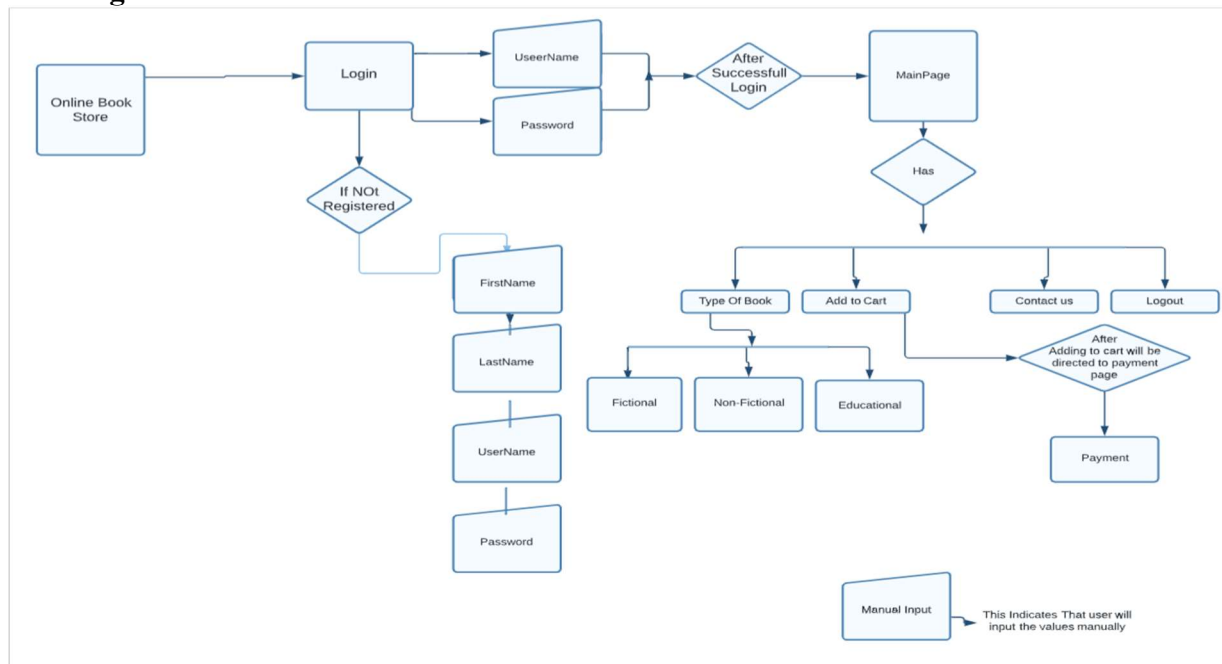 Online Book
Store
Login
UseerName
Password
After
Successfull
Login
MainPage
If NOt
Registered
Has
FirstName
LastName
UserName
Password
Type Of Book
Add to Cart
Contact us
Logout
After
Adding to cart will be
directed to payment
page
Fictional
Non-Fictional
Educational
Payment
Manual Input
This Indicates That user will
input the values manually